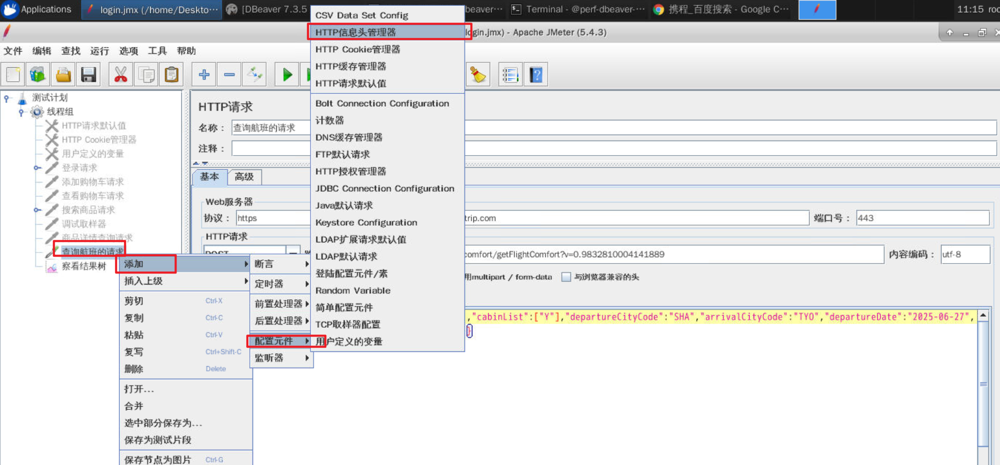 Applications
login.jmx (/home/Deskto…
[DBeaver 7.3.5
beaver…
Terminal - @perf-dbeaver-…
携程_百度搜索 - Google C…
11:15
roo
login.jmx) - Apache JMeter (5.4.3)
文件 编辑 查找 运行 选项 工具 帮助
测试计划
线程组
HTTP请求默认值
HTTP Cookie管理器
用户定义的变量
登录请求
添加购物车请求
查看购物车请求
搜索商品请求
调试取样器
商品详情查询请求
查询航班的请求
察看结果树
HTTP请求
名称：
查询航班的请求
注释：
基本 高级
Web服务器
协议：
https
trip.com
端口号：
443
HTTP请求
POST
comfort/getFlightComfort?v=0.9832810004141889
内容编码：
utf-8
用multipart / form-data
与浏览器兼容的头
,"cabinList":["Y"],"departureCityCode":"SHA","arrivalCityCode":"TYO","departureDate":"2025-06-27",
}
添加
插入上级
剪切 Ctrl-X
复制 Ctrl-C
粘贴 Ctrl-V
复写 Ctrl+Shift-C
删除 Delete
打开...
合并
选中部分保存为...
保存为测试片段
保存节点为图片 Ctrl-G
断言
定时器
前置处理器
后置处理器
配置元件
监听器
CSV Data Set Config
HTTP信息头管理器
HTTP Cookie管理器
HTTP缓存管理器
HTTP请求默认值
Bolt Connection Configuration
计数器
DNS缓存管理器
FTP默认请求
HTTP授权管理器
JDBC Connection Configuration
Java默认请求
Keystore Configuration
LDAP扩展请求默认值
LDAP默认请求
登陆配置元件/素
Random Variable
简单配置元件
TCP取样器配置
用户定义的变量